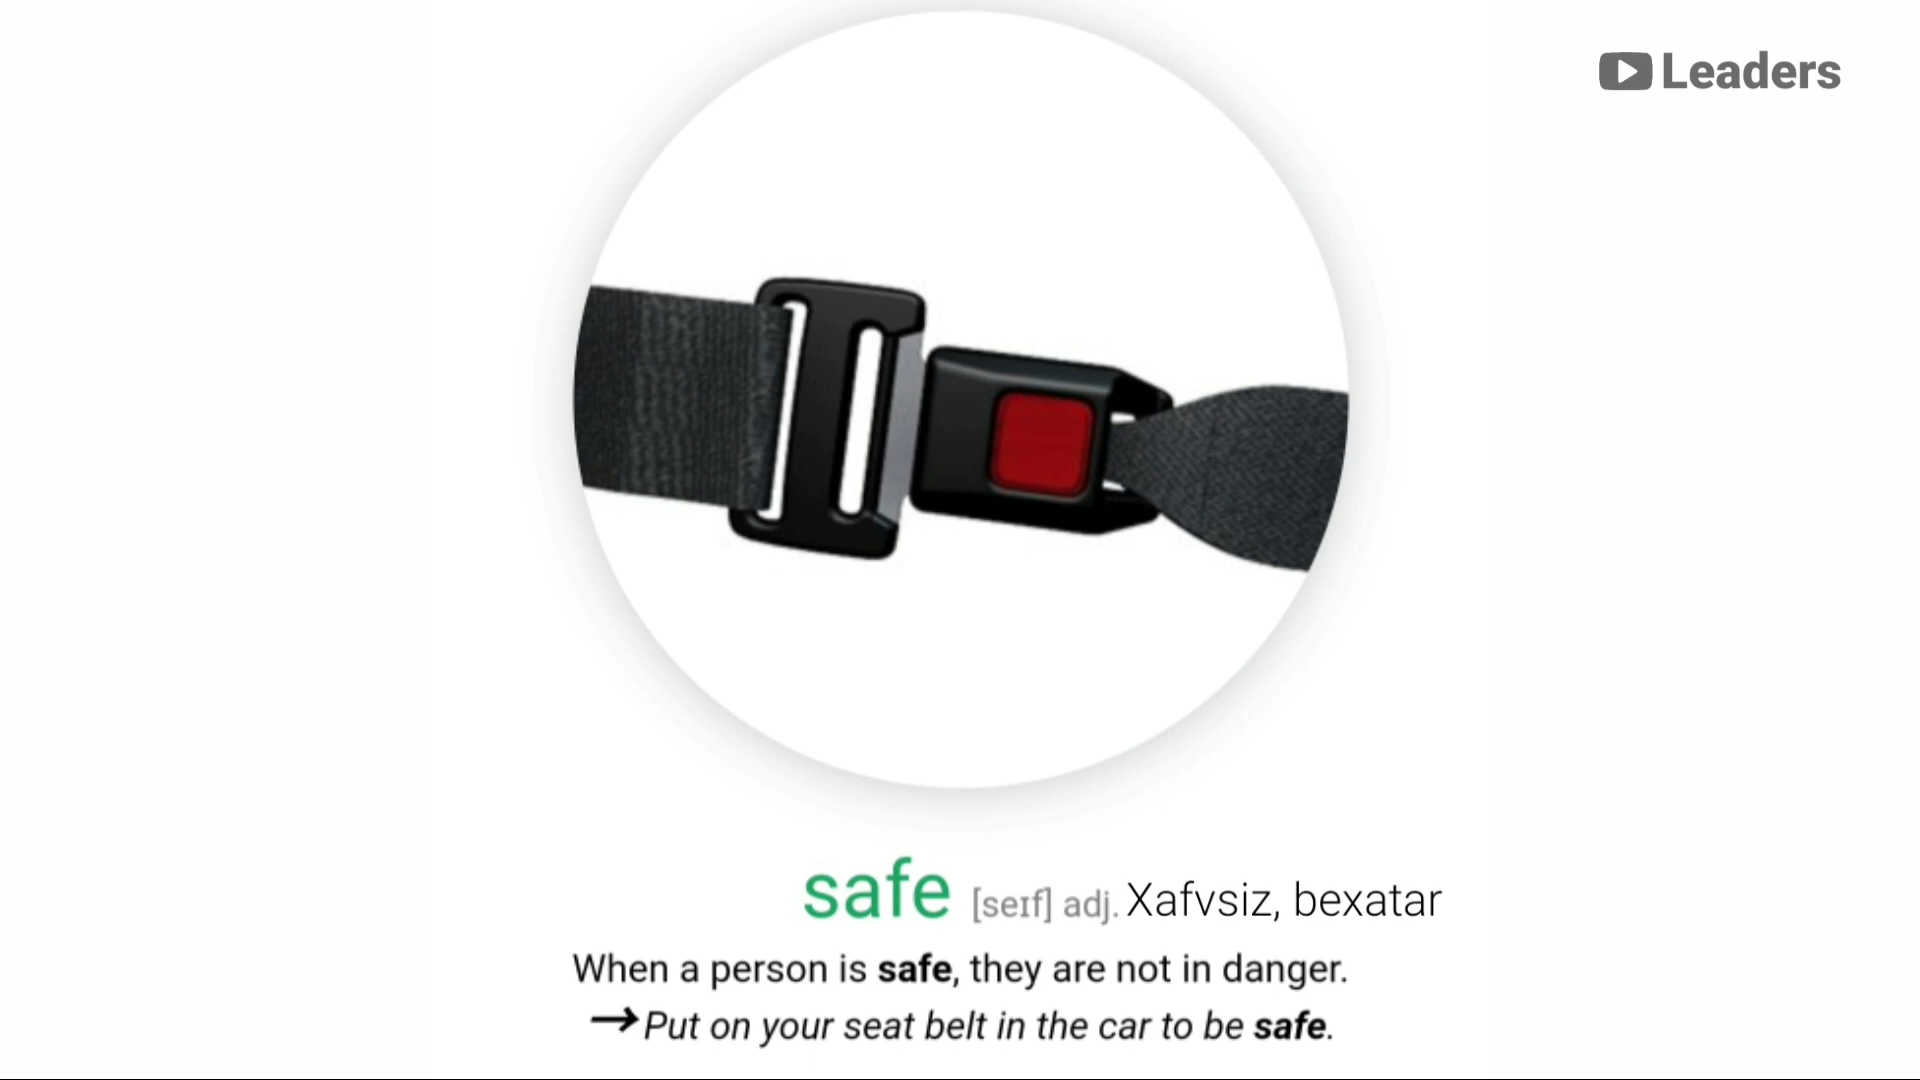 Leaders
safe [seɪf] adj. Xafvsiz, bexatar
When a person is safe, they are not in danger.
→ Put on your seat belt in the car to be safe.